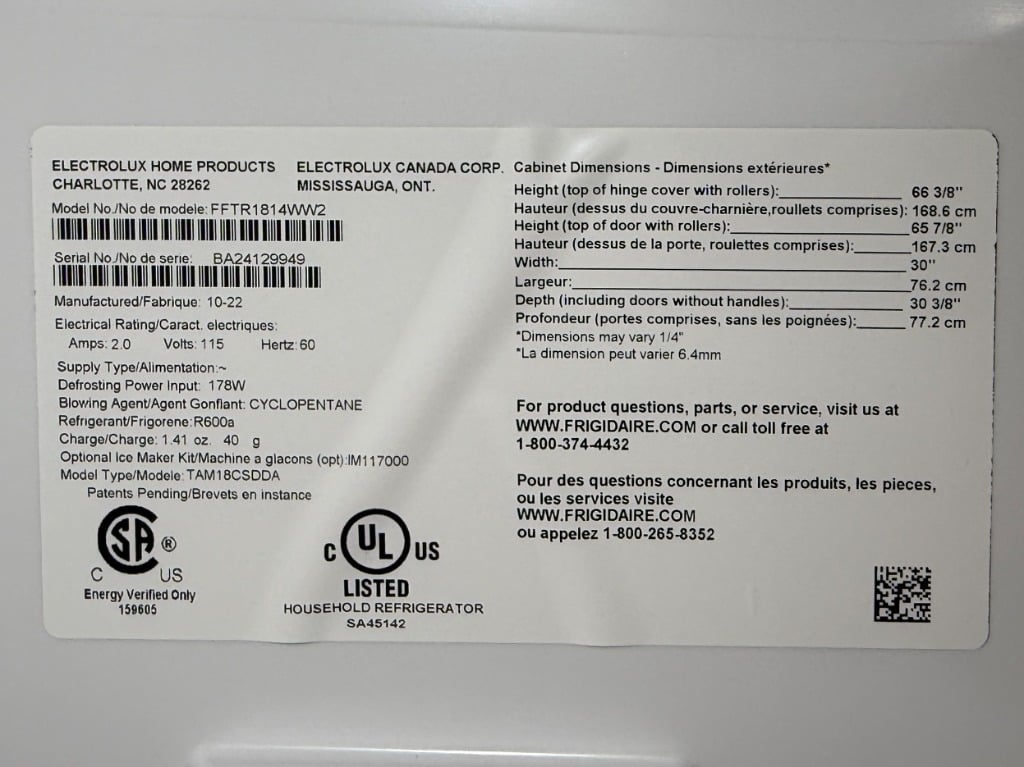 ELECTROLUX HOME PRODUCTS
CHARLOTTE, NC 28262
ELECTROLUX CANADA CORP.
MISSISSAUGA, ONT.
Model No./No de modele: FFTR1814WW2
Serial No./No de serie: BA24129949
Manufactured/Fabrique: 10-22
Electrical Rating/Caract. electriques:
Amps: 2.0 Volts: 115 Hertz: 60
Supply Type/Alimentation:~
Defrosting Power Input: 178W
Blowing Agent/Agent Gonflant: CYCLOPENTANE
Refrigerant/Frigorene: R600a
Charge/Charge: 1.41 oz. 40 g
Optional Ice Maker Kit/Machine a glacons (opt):IM117000
Model Type/Modele: TAM18CSDDA
Patents Pending/Brevets en instance
SA ®
C US
Energy Verified Only
159605
C UL US
LISTED
HOUSEHOLD REFRIGERATOR
SA45142
Cabinet Dimensions - Dimensions extérieures*
Height (top of hinge cover with rollers):________ 66 3/8"
Hauteur (dessus du couvre-charnière,roullets comprises): 168.6 cm
Height (top of door with rollers):________ 65 7/8"
Hauteur (dessus de la porte, roulettes comprises):________ 167.3 cm
Width:________ 30"
Largeur:________ 76.2 cm
Depth (including doors without handles):________ 30 3/8"
Profondeur (portes comprises, sans les poignées):________ 77.2 cm
*Dimensions may vary 1/4"
*La dimension peut varier 6.4mm
For product questions, parts, or service, visit us at
WWW.FRIGIDAIRE.COM or call toll free at
1-800-374-4432
Pour des questions concernant les produits, les pieces,
ou les services visite
WWW.FRIGIDAIRE.COM
ou appelez 1-800-265-8352